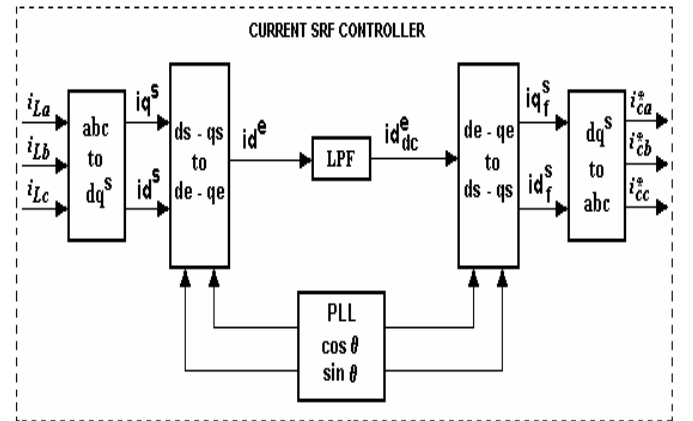 CURRENT SRF CONTROLLER
i_La
i_Lb
i_Lc
abc
to
dq^s
iq^s
id^s
ds - qs
to
de - qe
id^e
LPF
id^e_dc
de - qe
to
ds - qs
iq^s_f
id^s_f
dq^s
to
abc
i*_ca
i*_cb
i*_cc
PLL
cos θ
sin θ